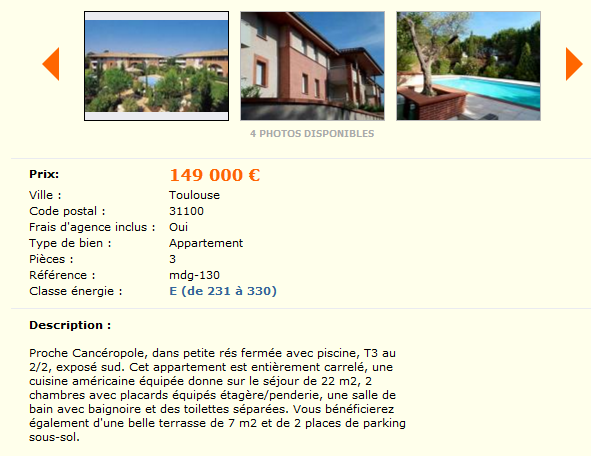 4 PHOTOS DISPONIBLES
Prix: 149 000 €
Ville : Toulouse
Code postal : 31100
Frais d'agence inclus : Oui
Type de bien : Appartement
Pièces : 3
Référence : mdg-130
Classe énergie : E (de 231 à 330)
Description :
Proche Cancéropole, dans petite rés fermée avec piscine, T3 au
2/2, exposé sud. Cet appartement est entièrement carrelé, une
cuisine américaine équipée donne sur le séjour de 22 m2, 2
chambres avec placards équipés étagère/penderie, une salle de
bain avec baignoire et des toilettes séparées. Vous bénéficierez
également d'une belle terrasse de 7 m2 et de 2 places de parking
sous-sol.